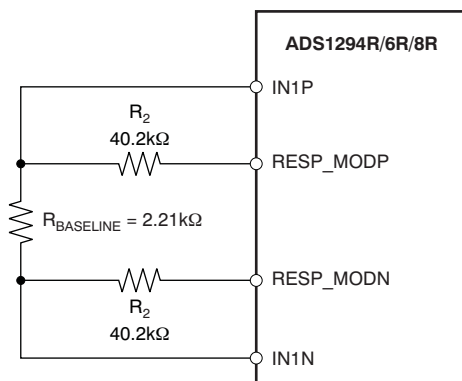 ADS1294R/6R/8R
IN1P
R2
40.2kΩ
RESP_MODP
RBASELINE = 2.21kΩ
RESP_MODN
R2
40.2kΩ
IN1N